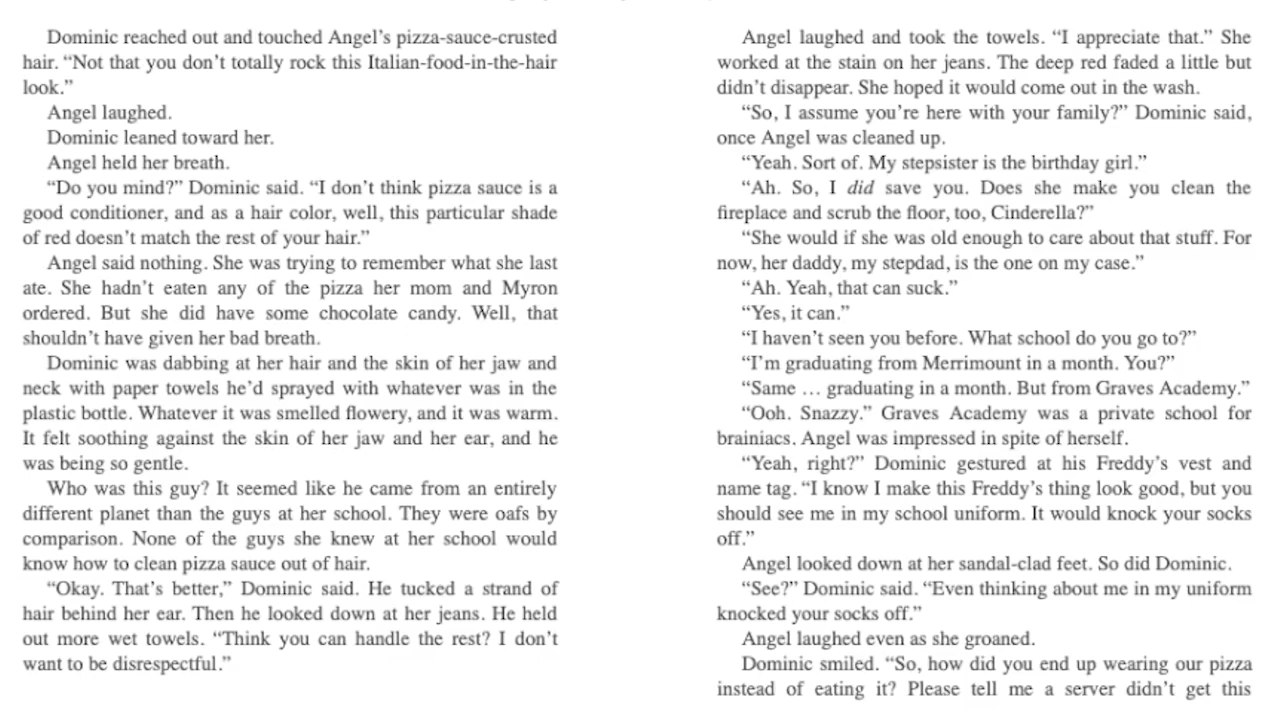 Dominic reached out and touched Angel’s pizza-sauce-crusted
hair. “Not that you don’t totally rock this Italian-food-in-the-hair
look.”
Angel laughed.
Dominic leaned toward her.
Angel held her breath.
“Do you mind?” Dominic said. “I don’t think pizza sauce is a
good conditioner, and as a hair color, well, this particular shade
of red doesn’t match the rest of your hair.”
Angel said nothing. She was trying to remember what she last
ate. She hadn’t eaten any of the pizza her mom and Myron
ordered. But she did have some chocolate candy. Well, that
shouldn’t have given her bad breath.
Dominic was dabbing at her hair and the skin of her jaw and
neck with paper towels he’d sprayed with whatever was in the
plastic bottle. Whatever it was smelled flowery, and it was warm.
It felt soothing against the skin of her jaw and her ear, and he
was being so gentle.
Who was this guy? It seemed like he came from an entirely
different planet than the guys at her school. They were oafs by
comparison. None of the guys she knew at her school would
know how to clean pizza sauce out of hair.
“Okay. That’s better,” Dominic said. He tucked a strand of
hair behind her ear. Then he looked down at her jeans. He held
out more wet towels. “Think you can handle the rest? I don’t
want to be disrespectful.”
Angel laughed and took the towels. “I appreciate that.” She
worked at the stain on her jeans. The deep red faded a little but
didn’t disappear. She hoped it would come out in the wash.
“So, I assume you’re here with your family?” Dominic said,
once Angel was cleaned up.
“Yeah. Sort of. My stepsister is the birthday girl.”
“Ah. So, I did save you. Does she make you clean the
fireplace and scrub the floor, too, Cinderella?”
“She would if she was old enough to care about that stuff. For
now, her daddy, my stepdad, is the one on my case.”
“Ah. Yeah, that can suck.”
“Yes, it can.”
“I haven’t seen you before. What school do you go to?”
“I’m graduating from Merrimount in a month. You?”
“Same … graduating in a month. But from Graves Academy.”
“Ooh. Snazzy.” Graves Academy was a private school for
brainiacs. Angel was impressed in spite of herself.
“Yeah, right?” Dominic gestured at his Freddy’s vest and
name tag. “I know I make this Freddy’s thing look good, but you
should see me in my school uniform. It would knock your socks
off.”
Angel looked down at her sandal-clad feet. So did Dominic.
“See?” Dominic said. “Even thinking about me in my uniform
knocked your socks off.”
Angel laughed even as she groaned.
Dominic smiled. “So, how did you end up wearing our pizza
instead of eating it? Please tell me a server didn’t get this